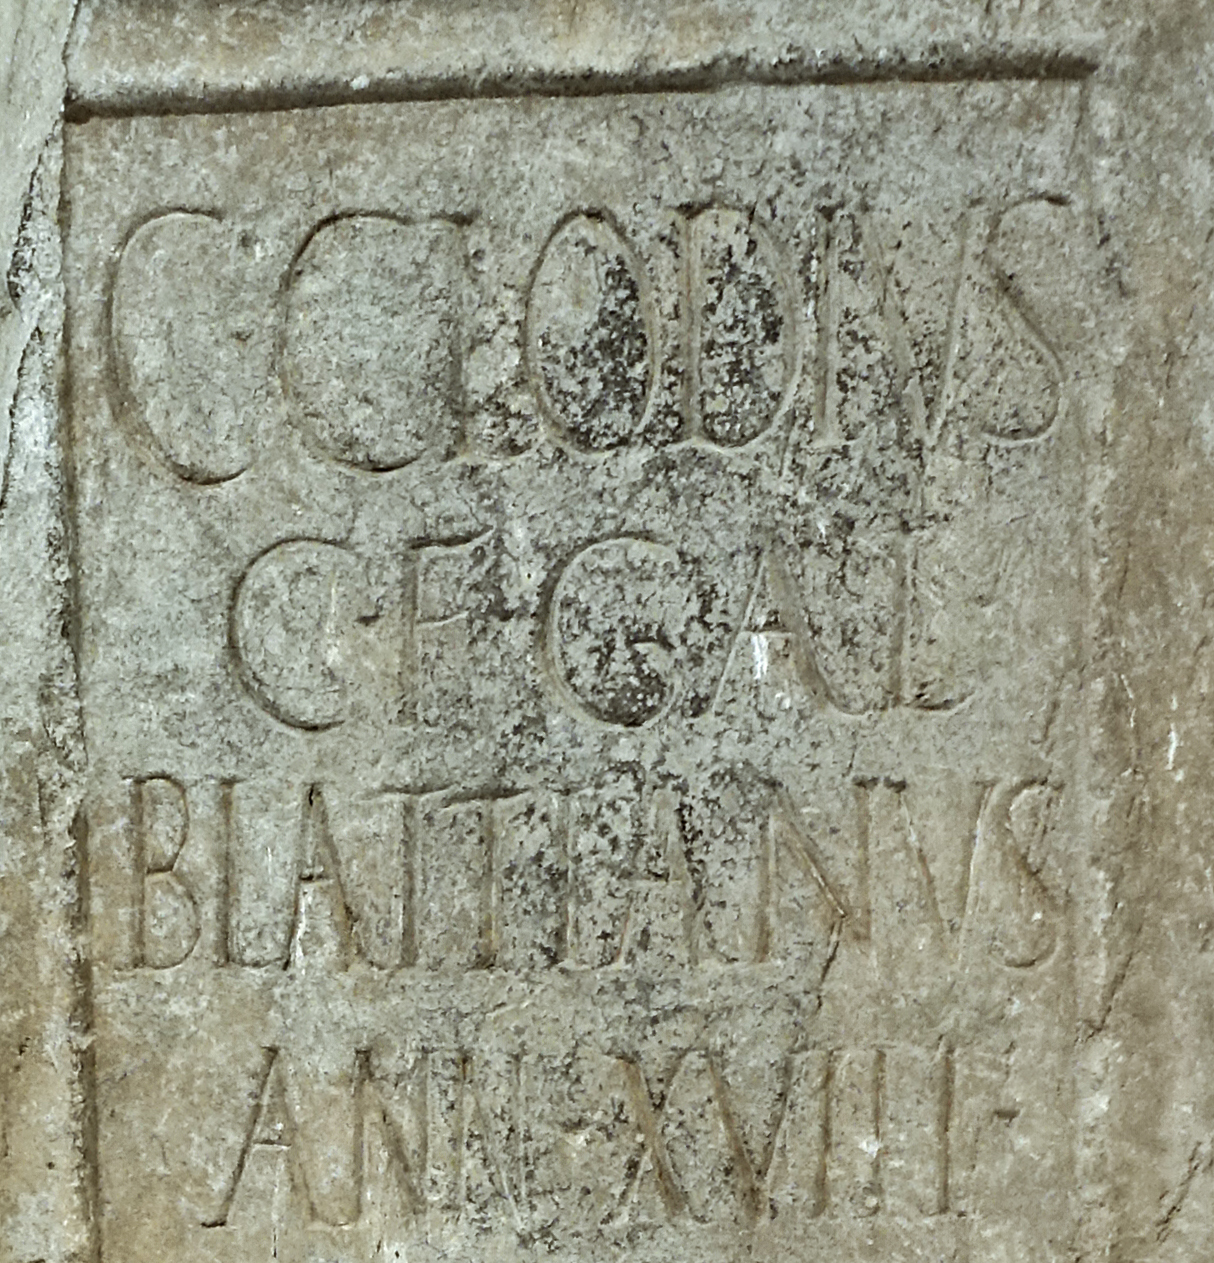 C CLODIVS
C·F GAL
BLATTIANVS
ANN XVIII·